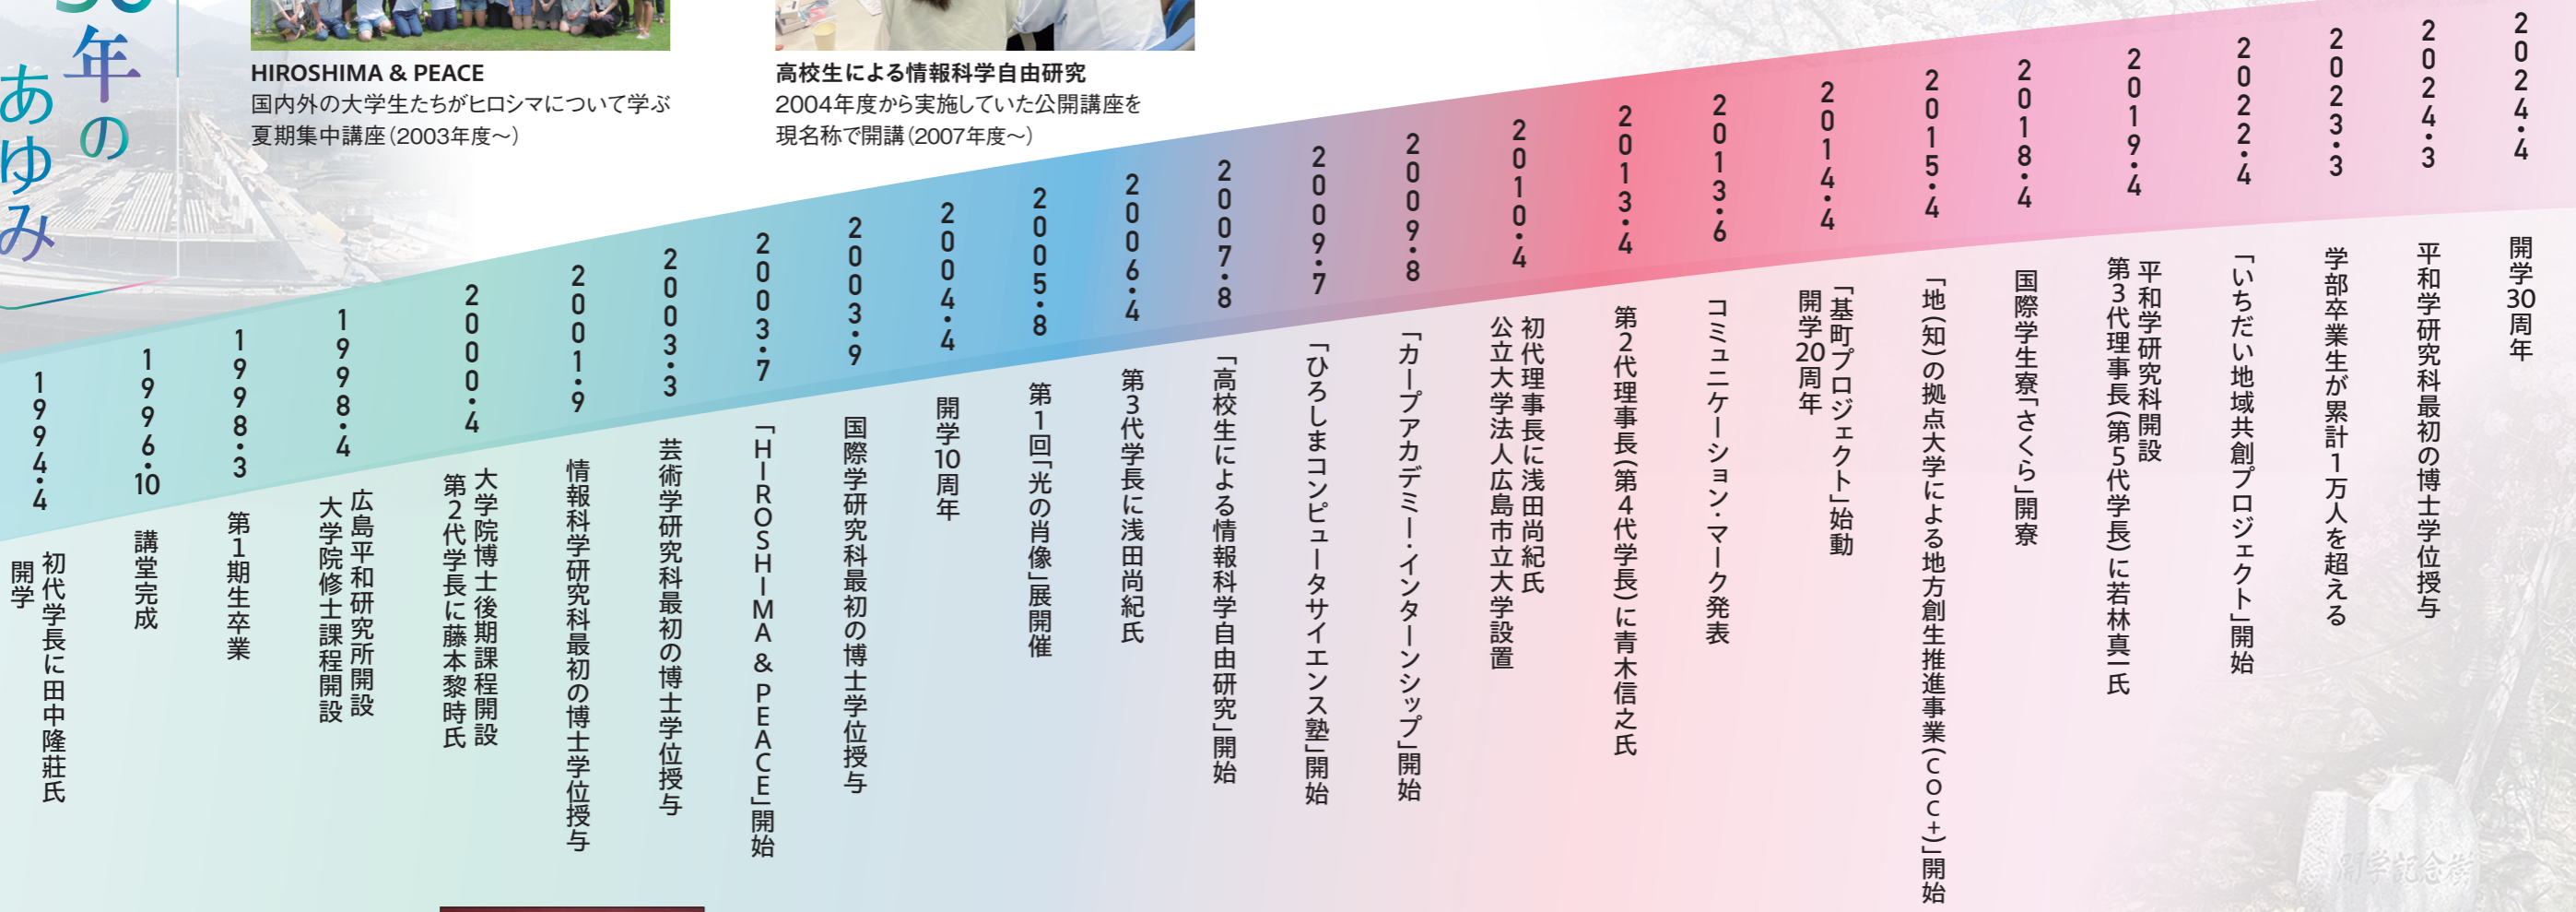 30
年の
あゆみ
HIROSHIMA & PEACE
国内外の大学生たちがヒロシマについて学ぶ
夏期集中講座（2003年度～）
高校生による情報科学自由研究
2004年度から実施していた公開講座を
現名称で開講（2007年度～）
1994・4
初代学長に田中隆莊氏
開学
1996・10
講堂完成
1998・3
第1期生卒業
1998・4
広島平和研究所開設
大学院修士課程開設
2000・4
大学院博士後期課程開設
第2代学長に藤本黎時氏
2001・9
情報科学研究科最初の博士学位授与
2003・3
芸術学研究科最初の博士学位授与
2003・7
「HIROSHIMA & PEACE」開始
2003・9
国際学研究科最初の博士学位授与
2004・4
開学10周年
2005・8
第1回「光の肖像」展開催
2006・4
第3代学長に浅田尚紀氏
2007・8
「高校生による情報科学自由研究」開始
2009・7
「ひろしまコンピュータサイエンス塾」開始
2009・8
「カープアカデミー・インターンシップ」開始
2010・4
初代理事長に浅田尚紀氏
公立大学法人広島市立大学設置
2013・4
第2代理事長（第4代学長）に青木信之氏
2013・6
コミュニケーション・マーク発表
2014・4
「基町プロジェクト」始動
開学20周年
2015・4
「地（知）の拠点大学による地方創生推進事業（COC+）」開始
2018・4
国際学生寮「さくら」開寮
2019・4
平和学研究科開設
第3代理事長（第5代学長）に若林真一氏
2022・4
「いちだい地域共創プロジェクト」開始
2023・3
学部卒業生が累計1万人を超える
2024・3
平和学研究科最初の博士学位授与
2024・4
開学30周年
開学記念樹